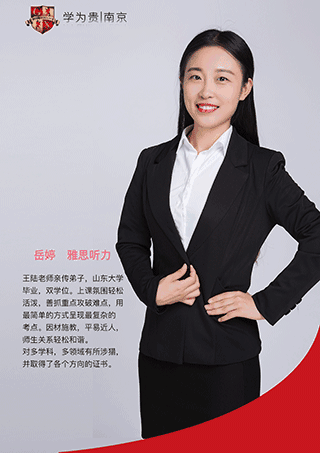 学为贵|南京
岳婷 雅思听力
王陆老师亲传弟子，山东大学
毕业，双学位。上课氛围轻松
活泼，善抓重点攻破难点，用
最简单的方式呈现最复杂的
考点。因材施教，平易近人，
师生关系轻松和谐。
对多学科，多领域有所涉猎，
并取得了各个方向的证书。